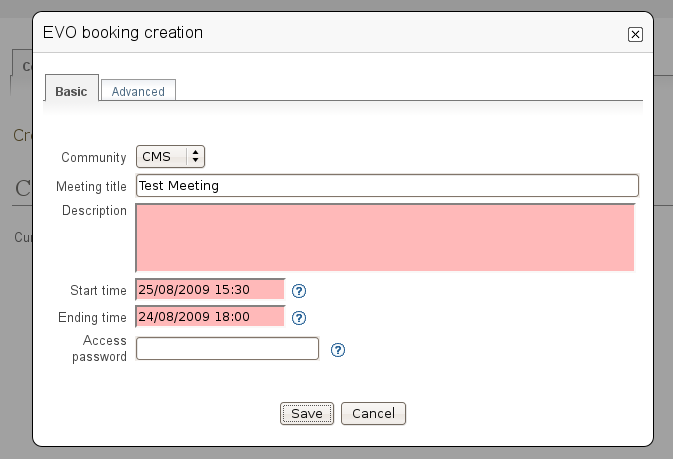 EVO booking creation
Basic
Advanced
Community
CMS
Meeting title
Test Meeting
Description
Start time
25/08/2009 15:30
?
Ending time
24/08/2009 18:00
?
Access
password
?
Save
Cancel